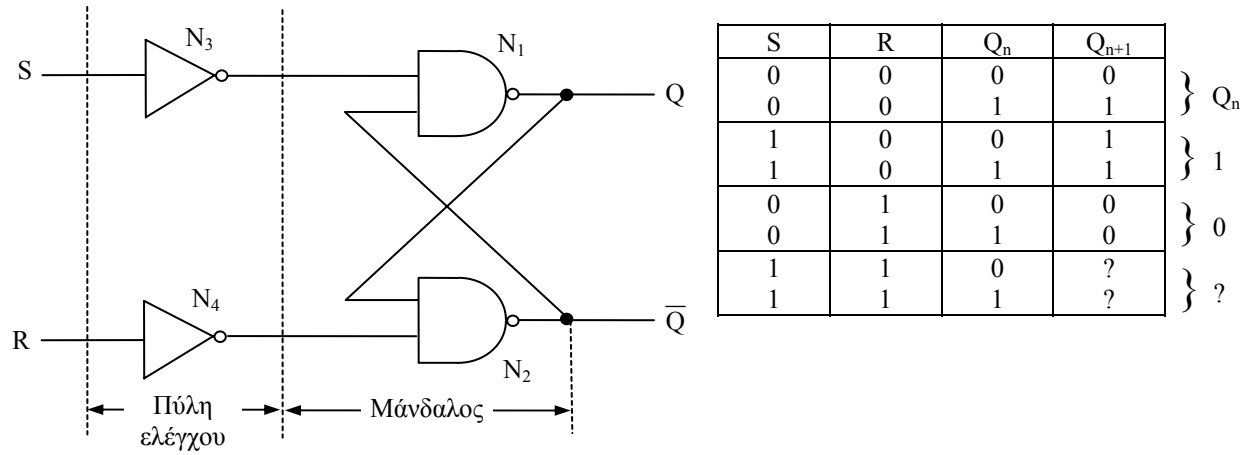 S
N₃
N₁
Q
R
N₄
N₂
Q̅
Πύλη
ελέγχου
Μάνδαλος
S R Qₙ Qₙ₊₁
0 0 0 0
0 0 1 1
} Qₙ
1 0 0 1
1 0 1 1
} 1
0 1 0 0
0 1 1 0
} 0
1 1 0 ?
1 1 1 ?
} ?